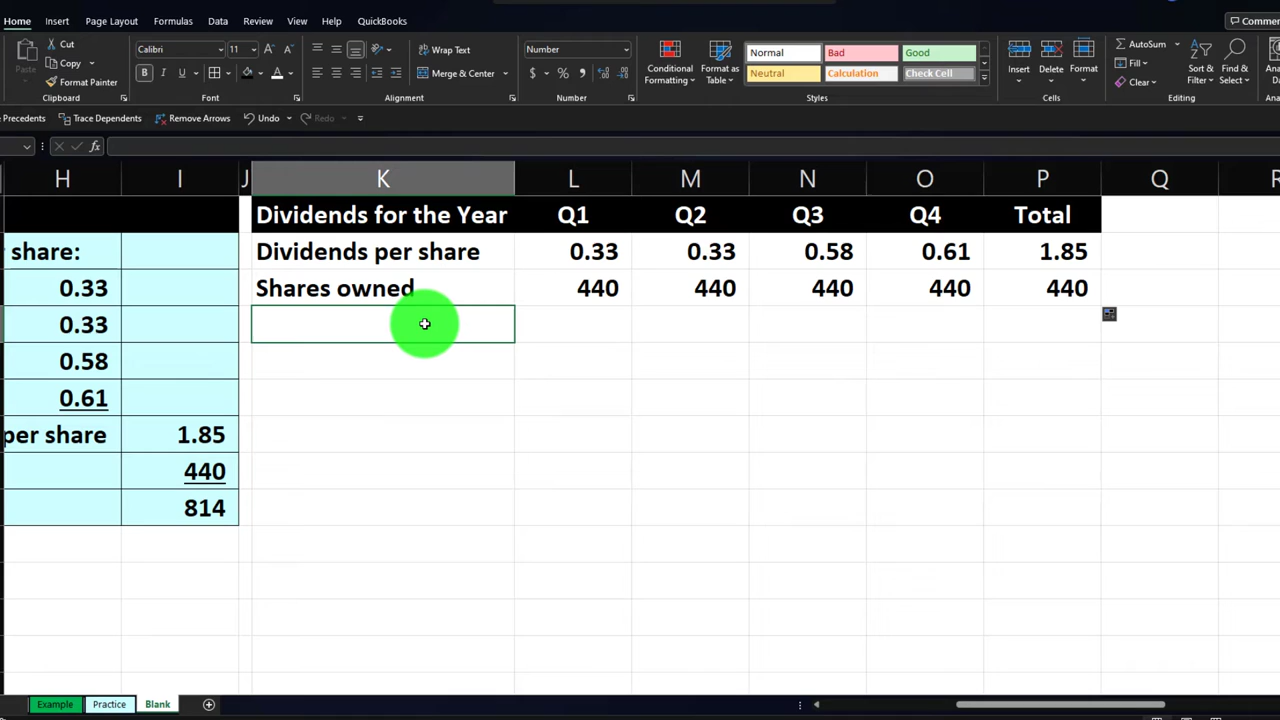 Home Insert Page Layout Formulas Data Review View Help QuickBooks
Paste Cut Calibri 11 Wrap Text Number Conditional Formatting Format as Table Normal Bad Good Insert Delete Format AutoSum Sort & Filter Find & Select
Copy Merge & Center Neutral Calculation Check Cell Fill
Format Painter Clear
Clipboard Font Alignment Number Styles Cells Editing
Precedents Trace Dependents Remove Arrows Undo Redo
fx
H I J K L M N O P Q R
Dividends for the Year Q1 Q2 Q3 Q4 Total
share: Dividends per share 0.33 0.33 0.58 0.61 1.85
0.33 Shares owned 440 440 440 440 440
0.33
0.58
0.61
per share 1.85
440
814
Example Practice Blank